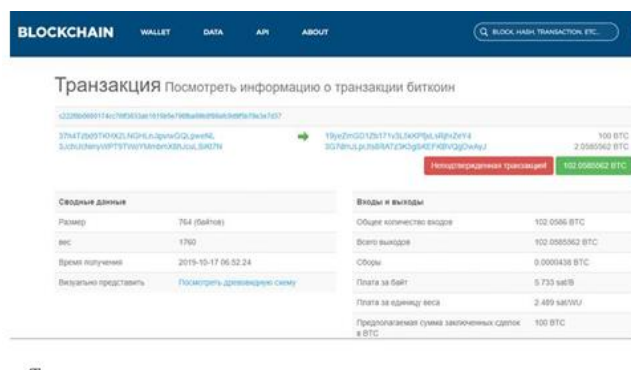 BLOCKCHAIN WALLET DATA API ABOUT BLOCK, HASH, TRANSACTION, ETC...
Транзакция Посмотреть информацию о транзакции биткоин
100 BTC
2.0585562 BTC
Неподтвержденная транзакция! 102.0585562 BTC
Сводные данные
Размер 764 (байтов)
вес 1760
Время получения 2019-10-17 06:52:24
Визуально представить Посмотреть древовидную схему
Входы и выходы
Общее количество входов 102.0586 BTC
Всего выходов 102.0585562 BTC
Сборы 0.0000438 BTC
Плата за байт 5.733 sat/B
Плата за единицу веса 2.489 sat/WU
Предполагаемая сумма заключенных сделок 100 BTC
в BTC